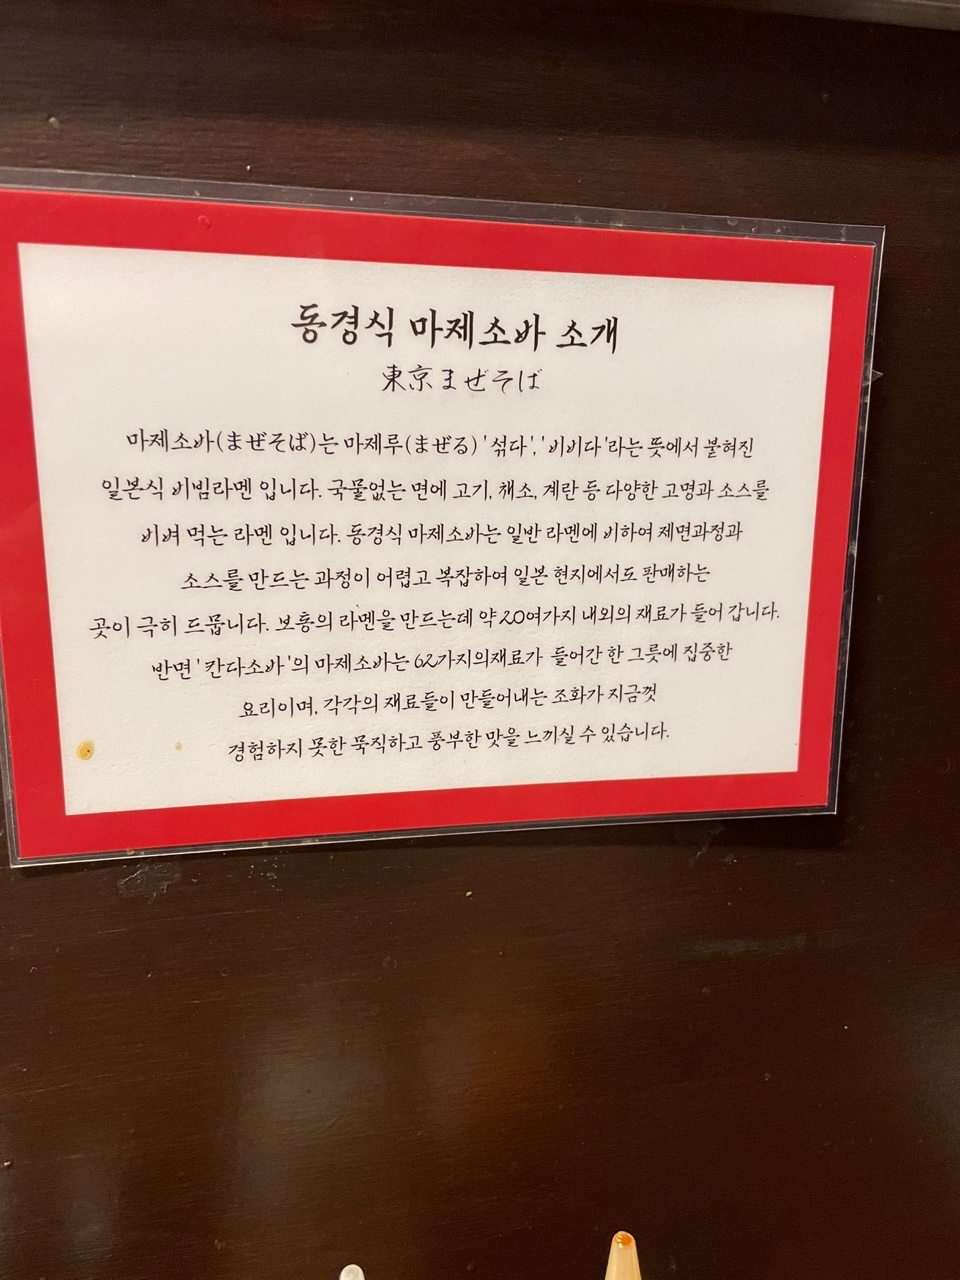 동경식 마제소바 소개
東京まぜそば
마제소바(まぜそば)는 마제루(まぜる) '섞다', '비비다'라는 뜻에서 붙혀진
일본식 비빔라멘 입니다. 국물없는 면에 고기, 채소, 계란 등 다양한 고명과 소스를
비벼 먹는 라멘 입니다. 동경식 마제소바는 일반 라멘에 비하여 제면과정과
소스를 만드는 과정이 어렵고 복잡하여 일본 현지에서도 판매하는
곳이 극히 드뭅니다. 보통의 라멘을 만드는데 약 20여가지 내외의 재료가 들어 갑니다.
반면 '칸다소바'의 마제소바는 62가지의재료가 들어간 한 그릇에 집중한
요리이며, 각각의 재료들이 만들어내는 조화가 지금껏
경험하지 못한 묵직하고 풍부한 맛을 느끼실 수 있습니다.